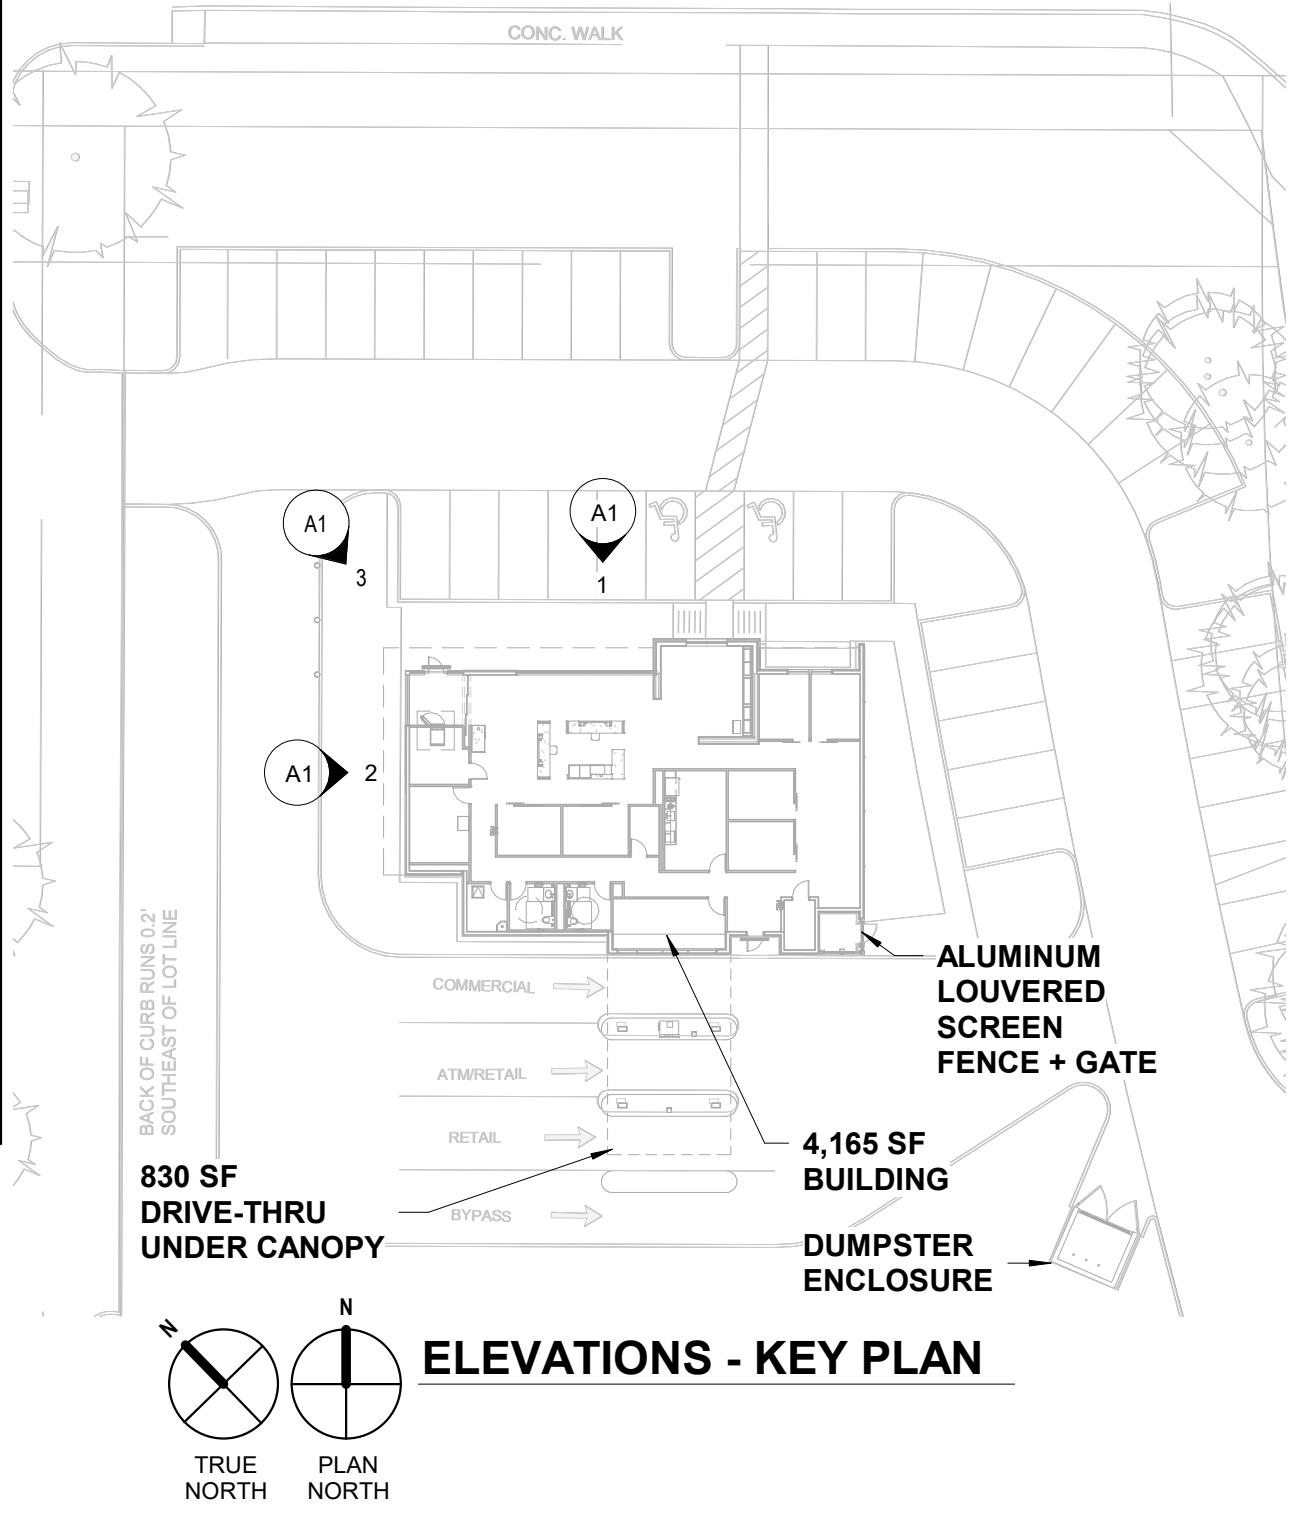 CONC. WALK
A1
3
A1
1
A1
2
COMMERCIAL
ATM/RETAIL
RETAIL
BYPASS
BACK OF CURB RUNS 0.2'
SOUTHEAST OF LOT LINE
ALUMINUM
LOUVERED
SCREEN
FENCE + GATE
4,165 SF
BUILDING
830 SF
DRIVE-THRU
UNDER CANOPY
DUMPSTER
ENCLOSURE
N
N
ELEVATIONS - KEY PLAN
TRUE
NORTH
PLAN
NORTH